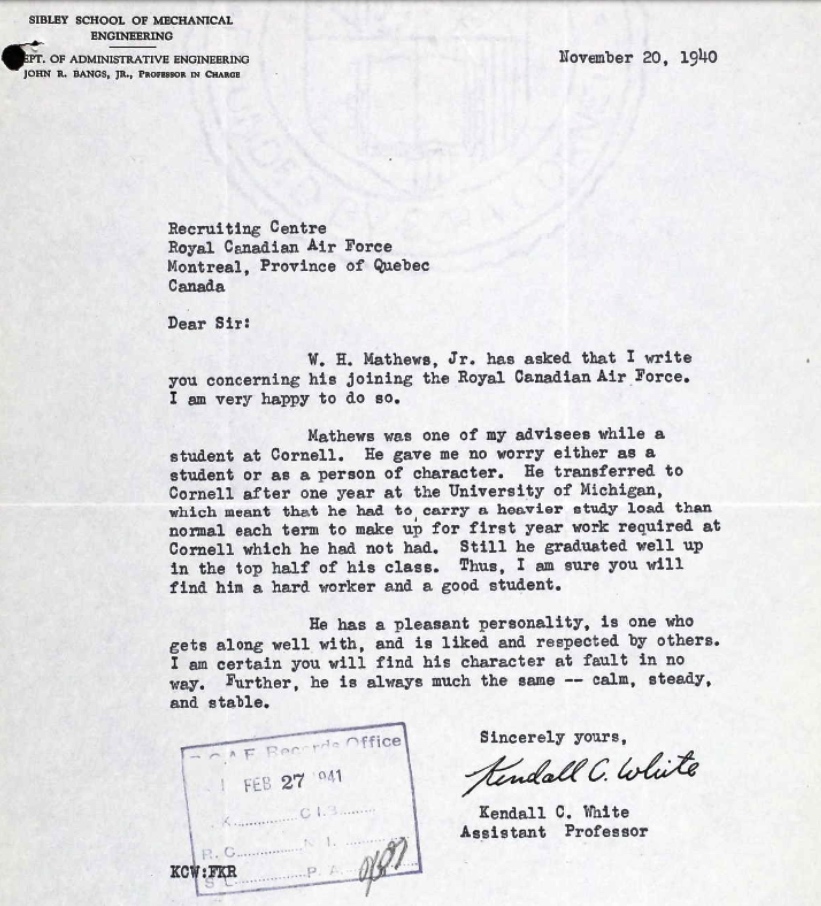 SIBLEY SCHOOL OF MECHANICAL
ENGINEERING
EPT. OF ADMINISTRATIVE ENGINEERING
JOHN R. BANGS, JR., PROFESSOR IN CHARGE
November 20, 1940
Recruiting Centre
Royal Canadian Air Force
Montreal, Province of Quebec
Canada
Dear Sir:
W. H. Mathews, Jr. has asked that I write
you concerning his joining the Royal Canadian Air Force.
I am very happy to do so.
Mathews was one of my advisees while a
student at Cornell. He gave me no worry either as a
student or as a person of character. He transferred to
Cornell after one year at the University of Michigan,
which meant that he had to carry a heavier study load than
normal each term to make up for first year work required at
Cornell which he had not had. Still he graduated well up
in the top half of his class. Thus, I am sure you will
find him a hard worker and a good student.
He has a pleasant personality, is one who
gets along well with, and is liked and respected by others.
I am certain you will find his character at fault in no
way. Further, he is always much the same -- calm, steady,
and stable.
Sincerely yours,
Kendall C. White
Kendall C. White
Assistant Professor
Records Office
FEB 27 '941
R. C.
P. A.
KCW:FKR